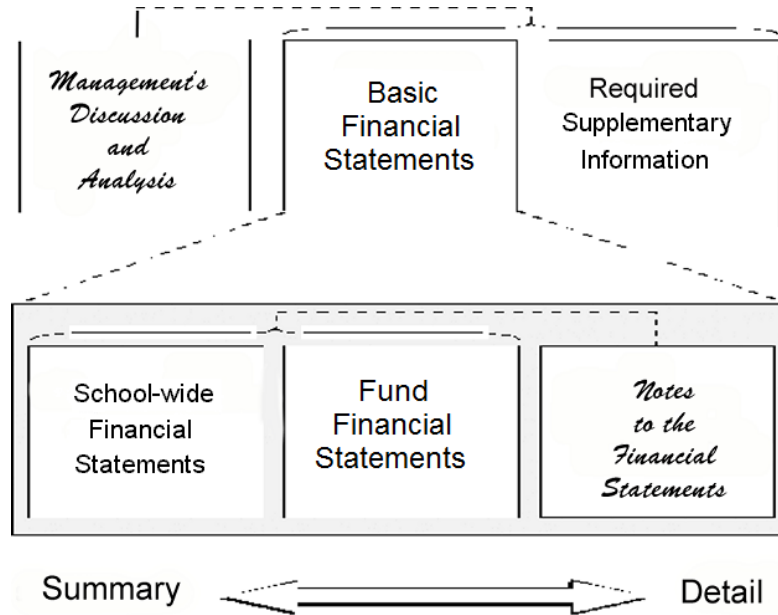 Management's
Discussion
and
Analysis
Basic
Financial
Statements
Required
Supplementary
Information
School-wide
Financial
Statements
Fund
Financial
Statements
Notes
to the
Financial
Statements
Summary
Detail